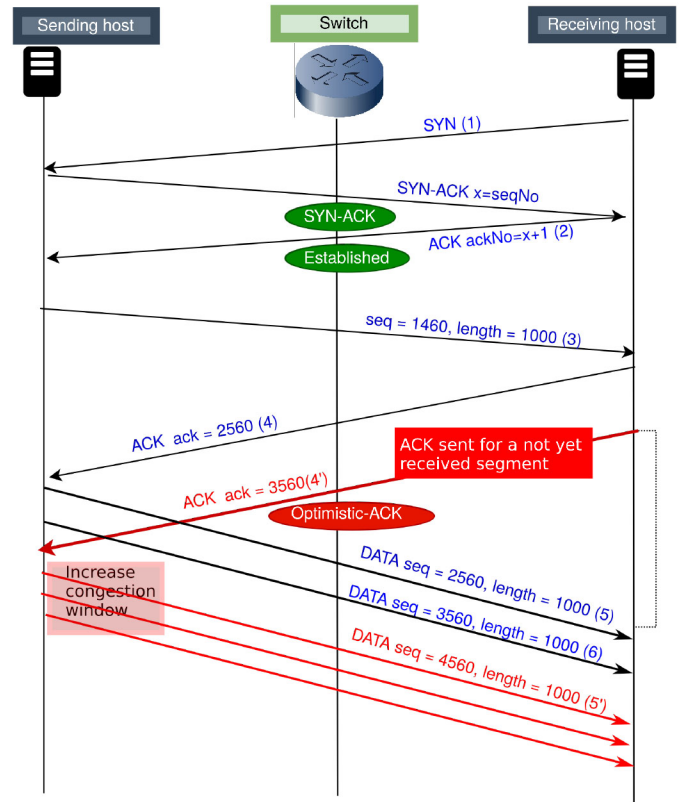 Sending host
Switch
Receiving host
SYN (1)
SYN-ACK x=seqNo
SYN-ACK
ACK ackNo=x+1 (2)
Established
seq = 1460, length = 1000 (3)
ACK ack = 2560 (4)
ACK sent for a not yet
received segment
ACK ack = 3560(4')
Optimistic-ACK
DATA seq = 2560, length = 1000 (5)
Increase
congestion
window
DATA seq = 3560, length = 1000 (6)
DATA seq = 4560, length = 1000 (5')